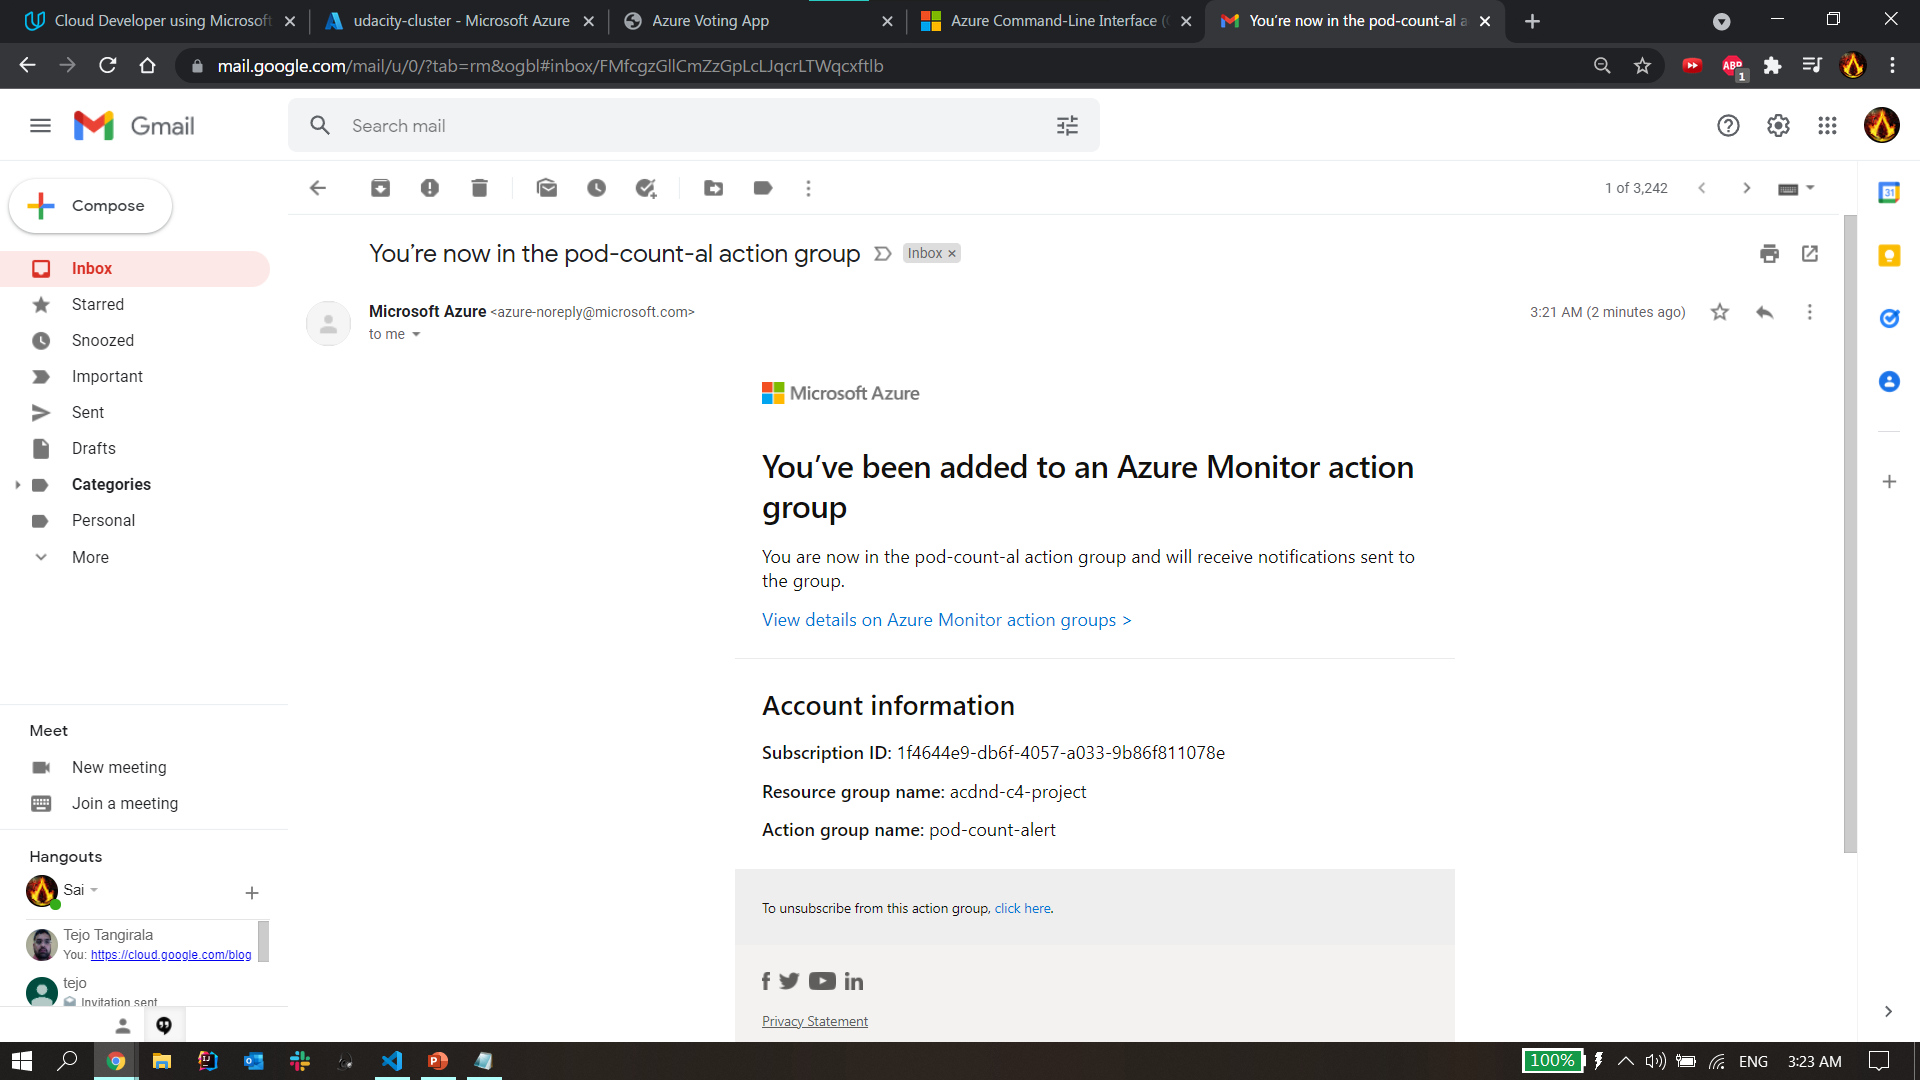 Cloud Developer using Microsoft
udacity-cluster - Microsoft Azure
Azure Voting App
Azure Command-Line Interface (
You're now in the pod-count-al a
mail.google.com/mail/u/0/?tab=rm&ogbl#inbox/FMfcgzGllCmZzGpLcLJqcrLTWqcxftlb
ABP
1
Gmail
Search mail
Compose
1 of 3,242
31
Inbox
Starred
Snoozed
Important
Sent
Drafts
Categories
Personal
More
You're now in the pod-count-al action group
Inbox ×
Microsoft Azure <azure-noreply@microsoft.com>
3:21 AM (2 minutes ago)
to me
Microsoft Azure
You've been added to an Azure Monitor action
group
You are now in the pod-count-al action group and will receive notifications sent to
the group.
View details on Azure Monitor action groups >
Account information
Subscription ID: 1f4644e9-db6f-4057-a033-9b86f811078e
Resource group name: acdnd-c4-project
Action group name: pod-count-alert
To unsubscribe from this action group, click here.
Privacy Statement
Meet
New meeting
Join a meeting
Hangouts
Sai
Tejo Tangirala
You: https://cloud.google.com/blog
tejo
Invitation sent
100%
ENG
3:23 AM